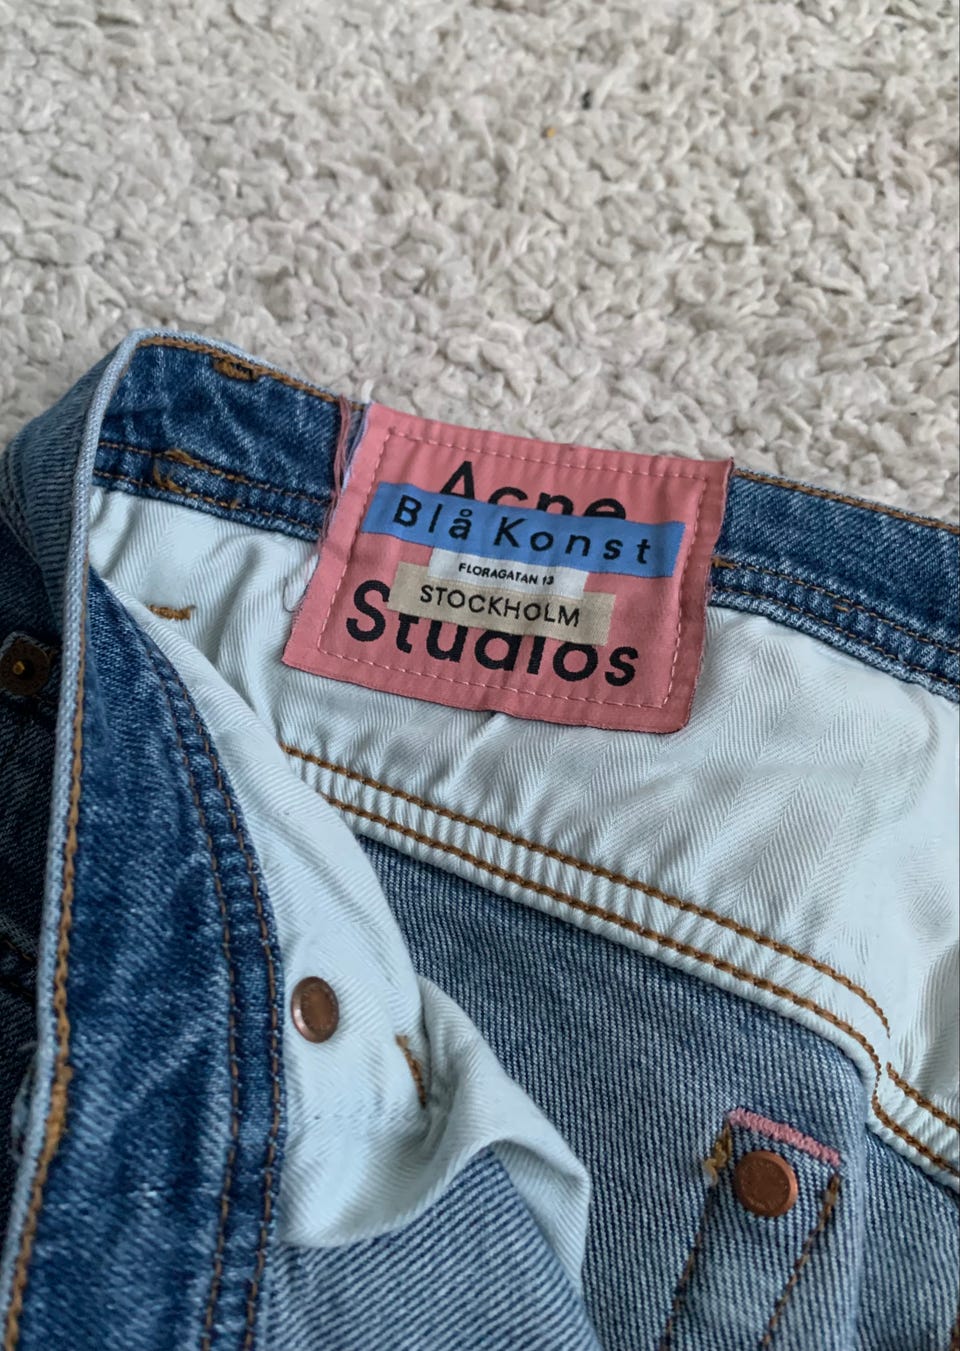 Acne
Blå Konst
FLORAGATAN 13
STOCKHOLM
Studios